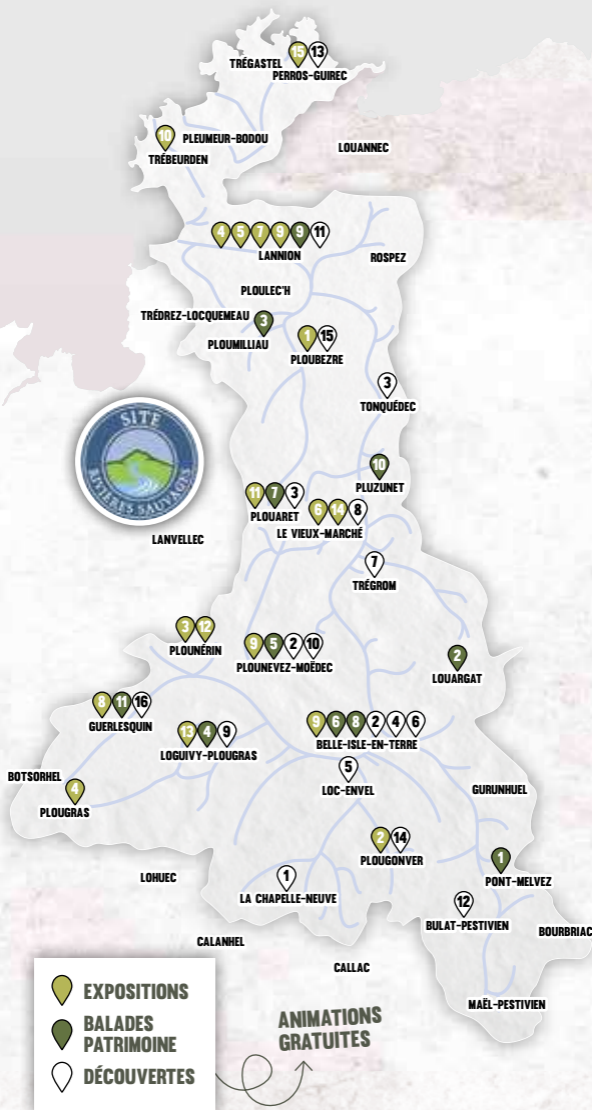 15 13
TRÉGASTEL
PERROS-GUIREC
10
PLEUMEUR-BODOU
TRÉBEURDEN
LOUANNEC
4 5 7 9 9 11
LANNION
ROSPEZ
PLOULEC'H
TRÉDREZ-LOCQUEMEAU
3
PLOUMILLIAU
1 15
PLOUBEZRE
3
TONQUÉDEC
SITE
RIVIÈRES SAUVAGES
10
PLUZUNET
11 7 3
PLOUARET
6 14 8
LE VIEUX-MARCHÉ
LANVELLEC
7
TRÉGROM
3 12
PLOUNÉRIN
9 5 2 10
PLOUNEVEZ-MOËDEC
2
LOUARGAT
8 11 16
GUERLESQUIN
13 4 9
LOGUIVY-PLOUGRAS
9 6 8 2 4 6
BELLE-ISLE-EN-TERRE
5
LOC-ENVEL
BOTSORHEL
4
PLOUGRAS
GURUNHUEL
2 14
PLOUGONVER
1
PONT-MELVEZ
LOHUEC
1
LA CHAPELLE-NEUVE
12
BULAT-PESTIVIEN
BOURBRIAC
CALANHEL
CALLAC
MAËL-PESTIVIEN
EXPOSITIONS
BALADES
PATRIMOINE
DÉCOUVERTES
ANIMATIONS
GRATUITES